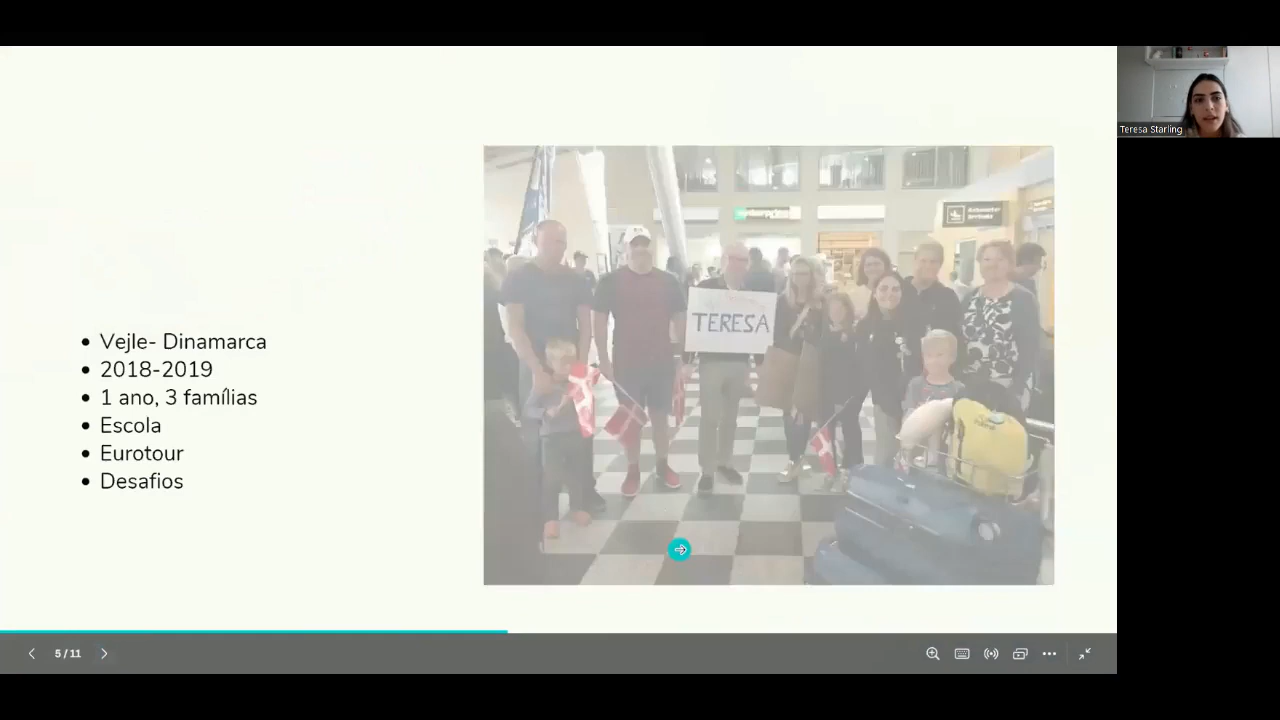 Teresa Starling
TERESA
Vejle- Dinamarca
2018-2019
1 ano, 3 famílias
Escola
Eurotour
Desafios
5 / 11